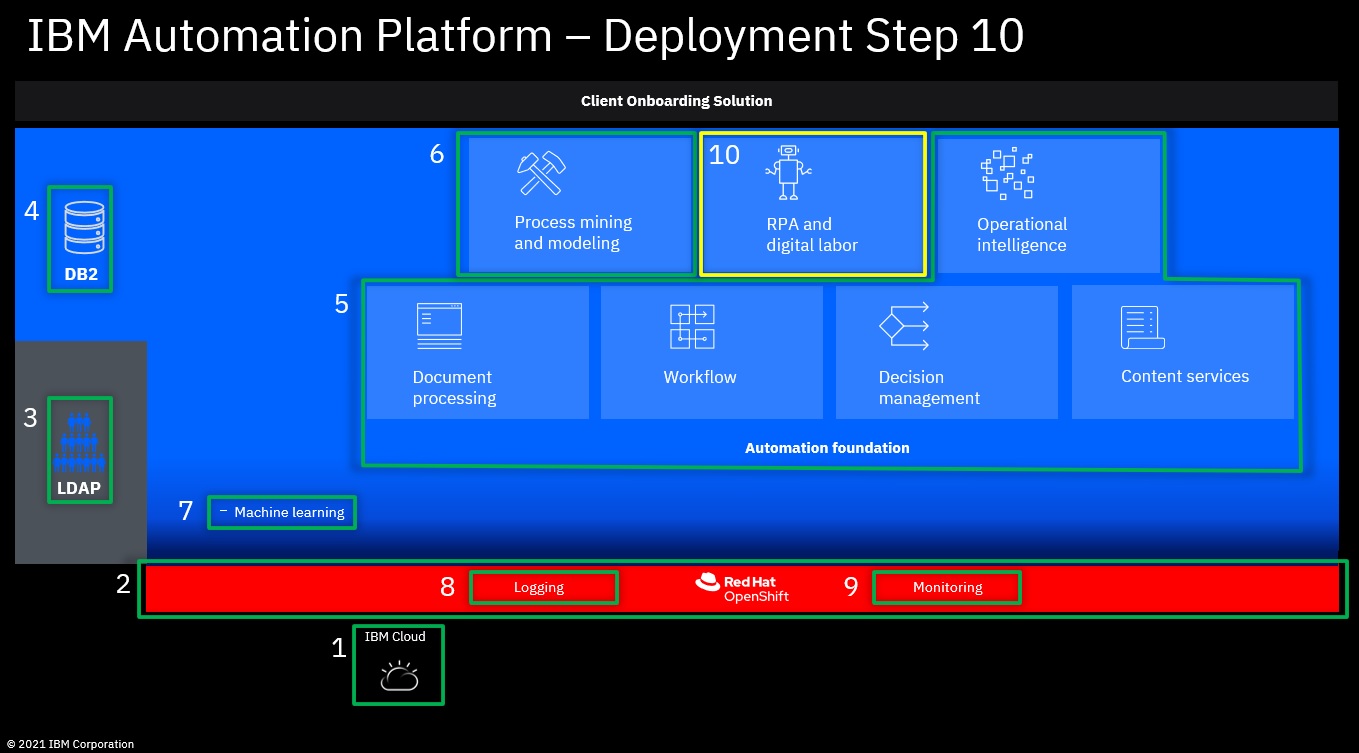 IBM Automation Platform – Deployment Step 10
Client Onboarding Solution
6
Process mining
and modeling
10
RPA and
digital labor
Operational
intelligence
4
DB2
5
Document
processing
Workflow
Decision
management
Content services
Automation foundation
3
LDAP
7
– Machine learning
2
8
Logging
Red Hat
OpenShift
9
Monitoring
1
IBM Cloud
© 2021 IBM Corporation